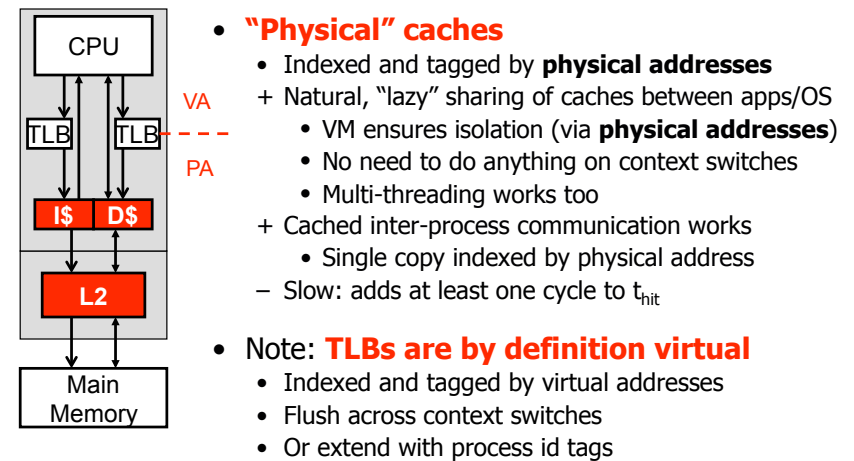 CPU
VA
TLB
TLB
PA
I$
D$
L2
Main
Memory
• “Physical” caches
• Indexed and tagged by physical addresses
+ Natural, “lazy” sharing of caches between apps/OS
• VM ensures isolation (via physical addresses)
• No need to do anything on context switches
• Multi-threading works too
+ Cached inter-process communication works
• Single copy indexed by physical address
– Slow: adds at least one cycle to thit
• Note: TLBs are by definition virtual
• Indexed and tagged by virtual addresses
• Flush across context switches
• Or extend with process id tags